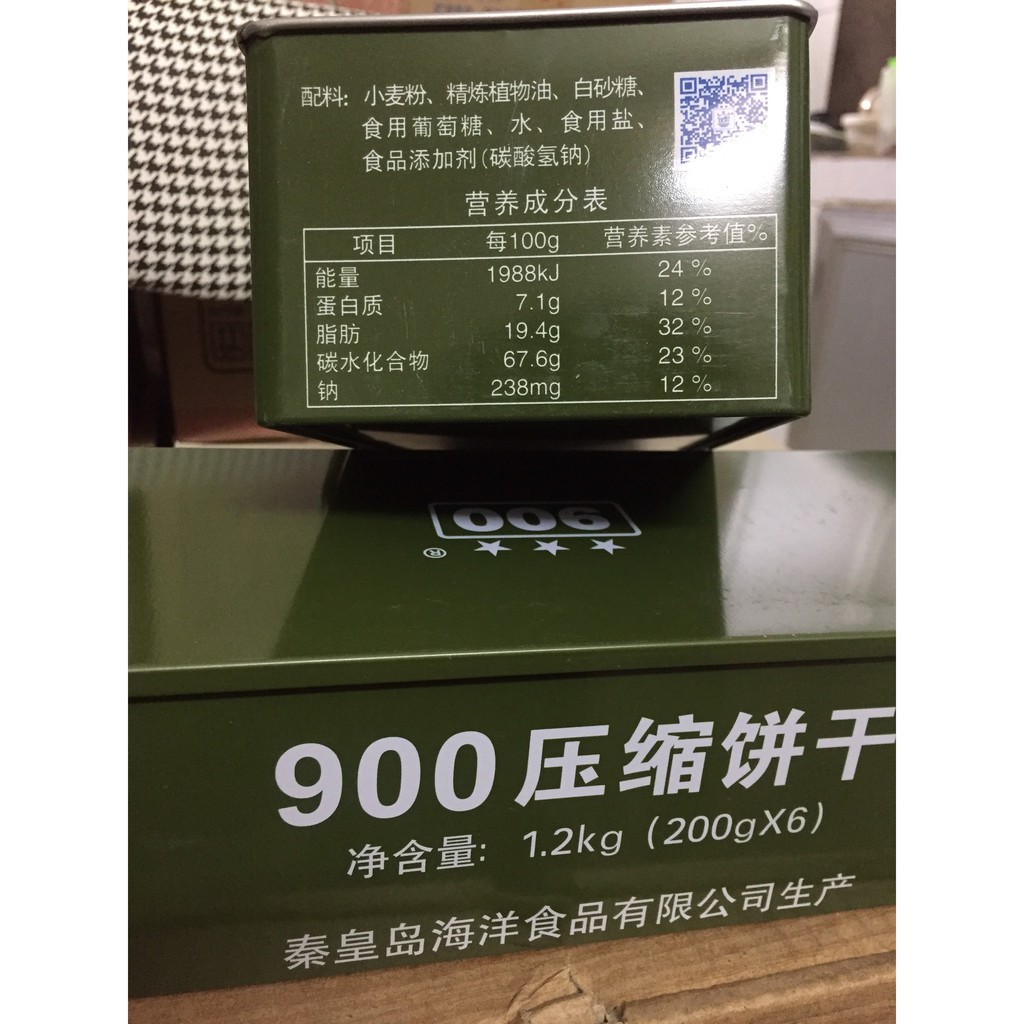 配料: 小麦粉、精炼植物油、白砂糖、
食用葡萄糖、水、食用盐、
食品添加剂(碳酸氢钠)
营养成分表
项目 每100g 营养素参考值%
能量 1988kJ 24 %
蛋白质 7.1g 12 %
脂肪 19.4g 32 %
碳水化合物 67.6g 23 %
钠 238mg 12 %
900
®
900压缩饼干
净含量: 1.2kg (200gX6)
秦皇岛海洋食品有限公司生产